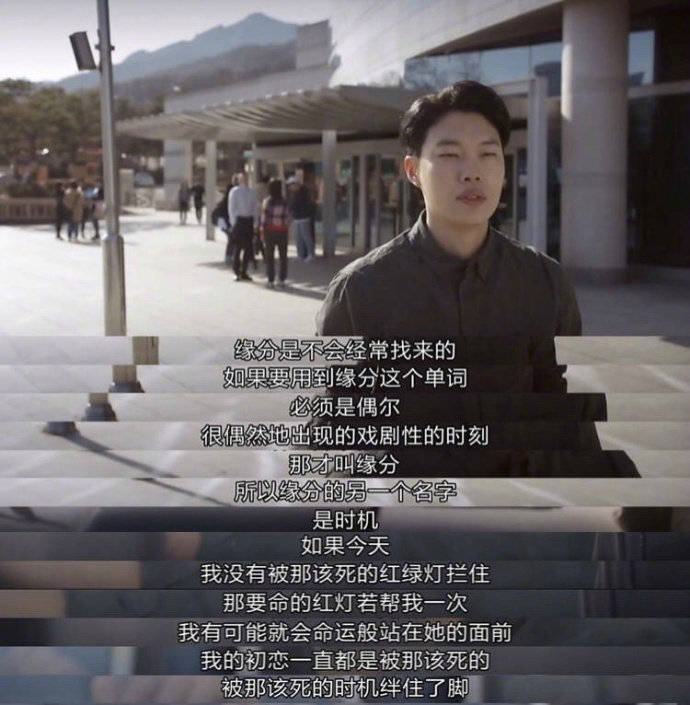 缘分是不会经常找来的
如果要用到缘分这个单词
必须是偶尔
很偶然地出现的戏剧性的时刻
那才叫缘分
所以缘分的另一个名字
是时机
如果今天
我没有被那该死的红绿灯拦住
那要命的红灯若帮我一次
我有可能就会命运般站在她的面前
我的初恋一直都是被那该死的
被那该死的时机绊住了脚